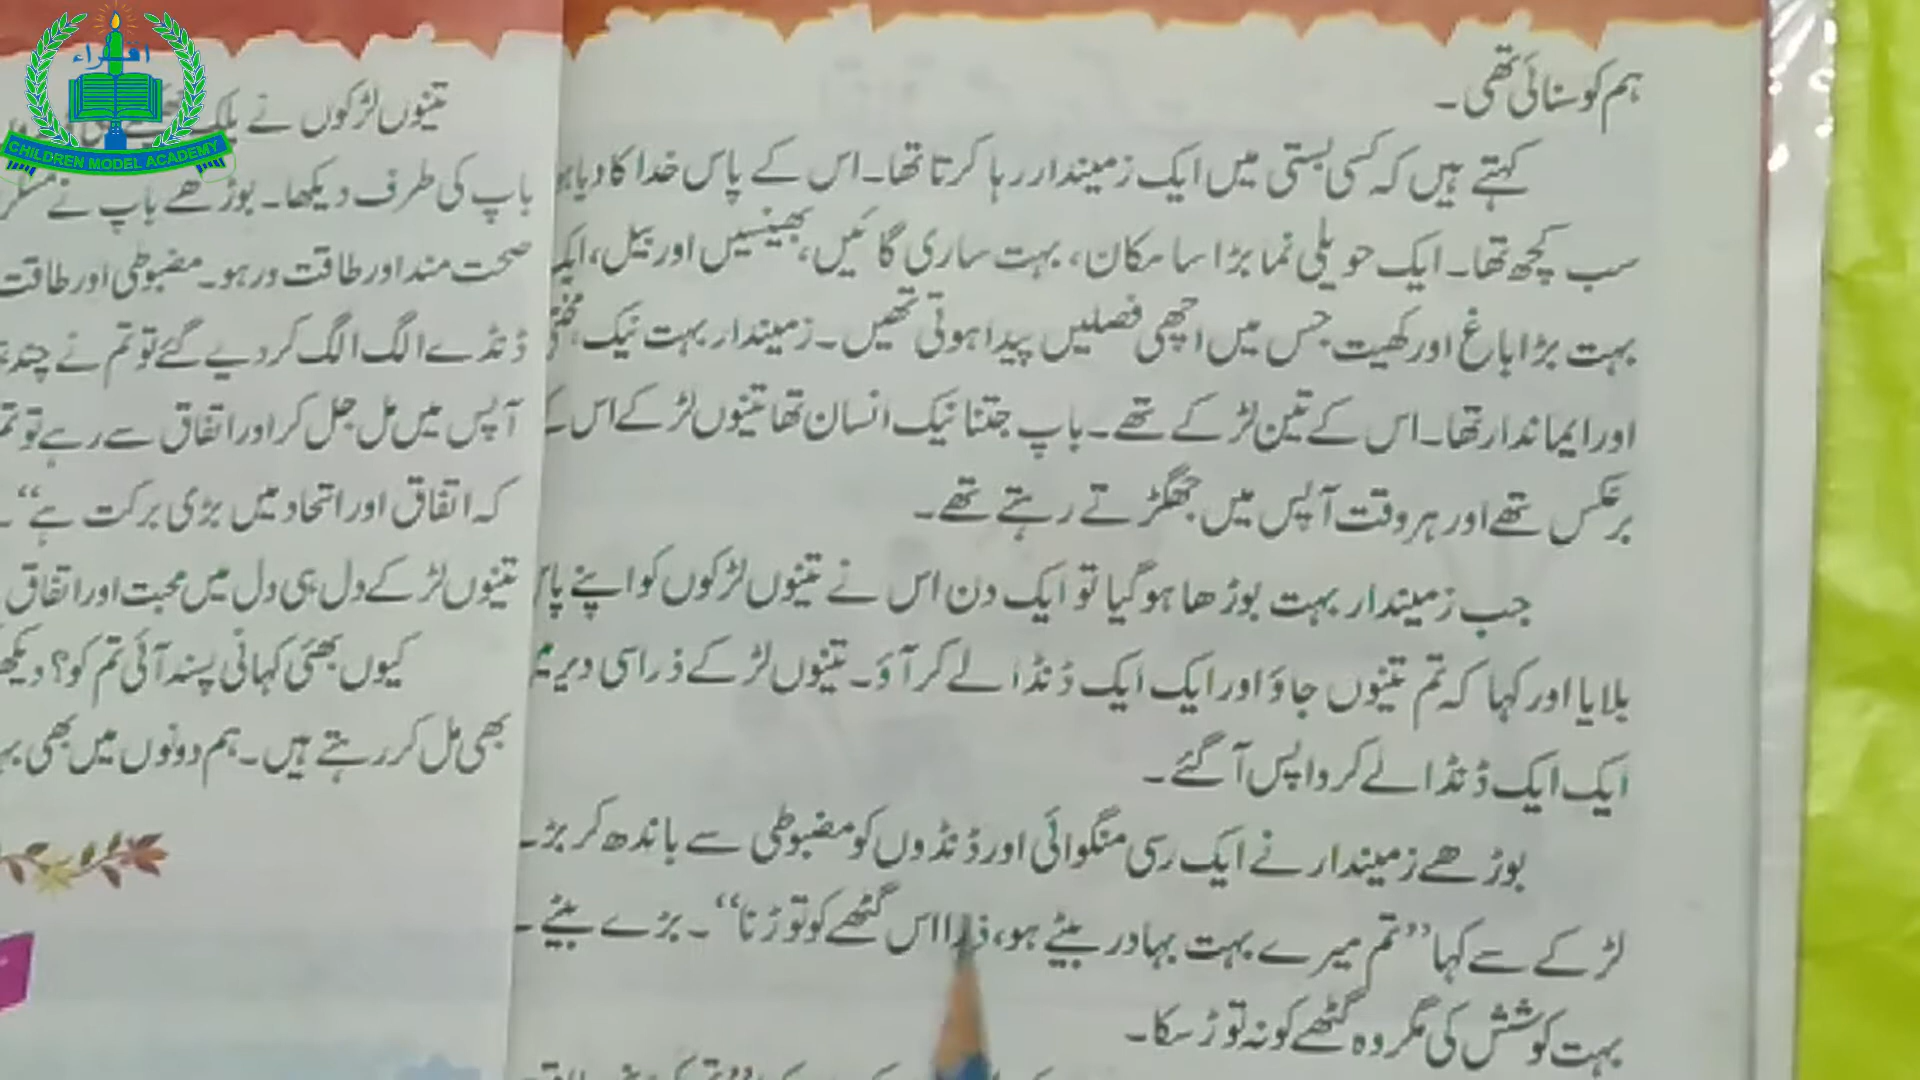 ہم کو سنائی تھی۔
کہتے ہیں کہ کسی بستی میں ایک زمیندار رہا کرتا تھا۔ اس کے پاس خدا کا دیا
سب کچھ تھا۔ ایک حویلی نما بڑا سا مکان، بہت ساری گائیں، بھینسیں اور بیل،
بہت بڑا باغ اور کھیت جس میں اچھی فصلیں پیدا ہوتی تھیں۔ زمیندار بہت نیک،
اور ایماندار تھا۔ اس کے تین لڑکے تھے۔ باپ جتنا نیک انسان تھا تینوں لڑکے اس کے
برعکس تھے اور ہر وقت آپس میں جھگڑتے رہتے تھے۔
جب زمیندار بہت بوڑھا ہو گیا تو ایک دن اس نے تینوں لڑکوں کو اپنے
بلایا اور کہا کہ تم تینوں جاؤ اور ایک ایک ڈنڈا لے کر آؤ۔ تینوں لڑکے ذرا سی دیر
ایک ایک ڈنڈا لے کر واپس آ گئے۔
بوڑھے زمیندار نے ایک رسی منگوائی اور ڈنڈوں کو مضبوطی سے باندھ کر
لڑکے سے کہا ”تم میرے بہت بہادر بیٹے ہو، ذرا اس گٹھے کو توڑنا“۔ بڑے بیٹے
بہت کوشش کی مگر وہ گٹھے کو نہ توڑ سکا۔
تینوں لڑکوں نے
باپ کی طرف دیکھا۔ بوڑھے باپ نے
صحت مند اور طاقت ور ہو۔ مضبوطی اور طاقت
ڈنڈے الگ الگ کر دیے گئے تو تم نے چند
آپس میں مل جل کر اور اتفاق سے رہے تو
کہ اتفاق اور اتحاد میں بڑی برکت ہے“۔
تینوں لڑکے دل ہی دل میں محبت اور اتفاق
کیوں بھئی کہانی پسند آئی تم کو؟
بھی مل کر رہتے ہیں۔ ہم دونوں میں بھی
اقراء
CHILDREN MODEL ACADEMY